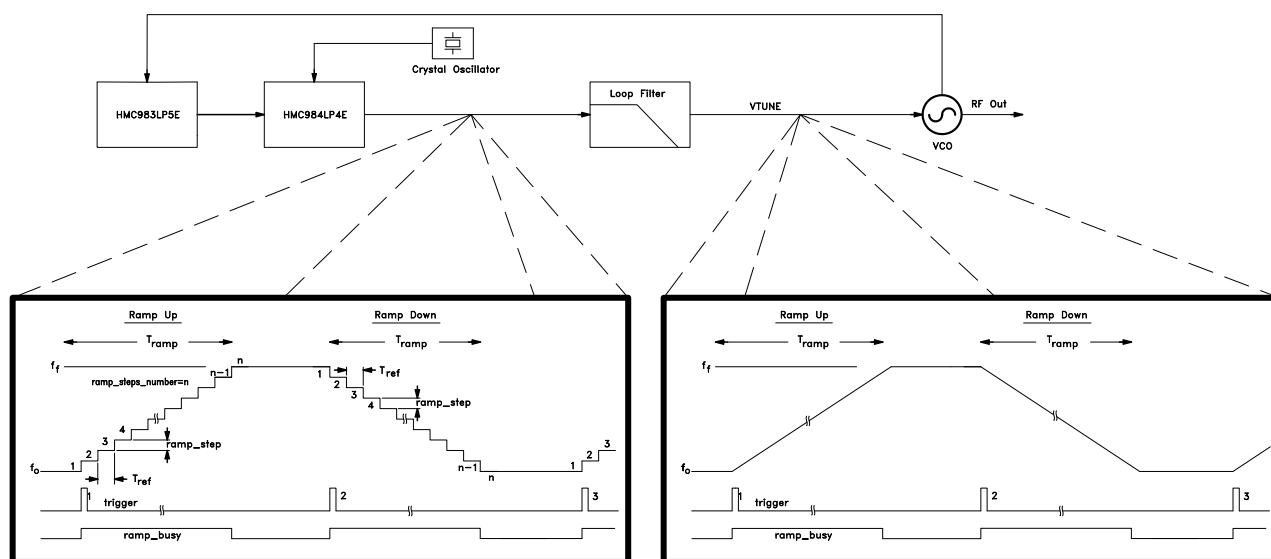 Crystal Oscillator
HMC983LP5E
HMC984LP4E
Loop Filter
VTUNE
RF Out
VCO
Ramp Up
Ramp Down
Tramp
Tramp
ff
ramp_steps_number=n
n-1
n
1
2
3
4
Tref
ramp_step
4
3
2
1
ramp_step
fo
Tref
n-1
n
1
2
3
1
trigger
2
3
ramp_busy
Ramp Up
Ramp Down
Tramp
Tramp
ff
fo
1
trigger
2
3
ramp_busy